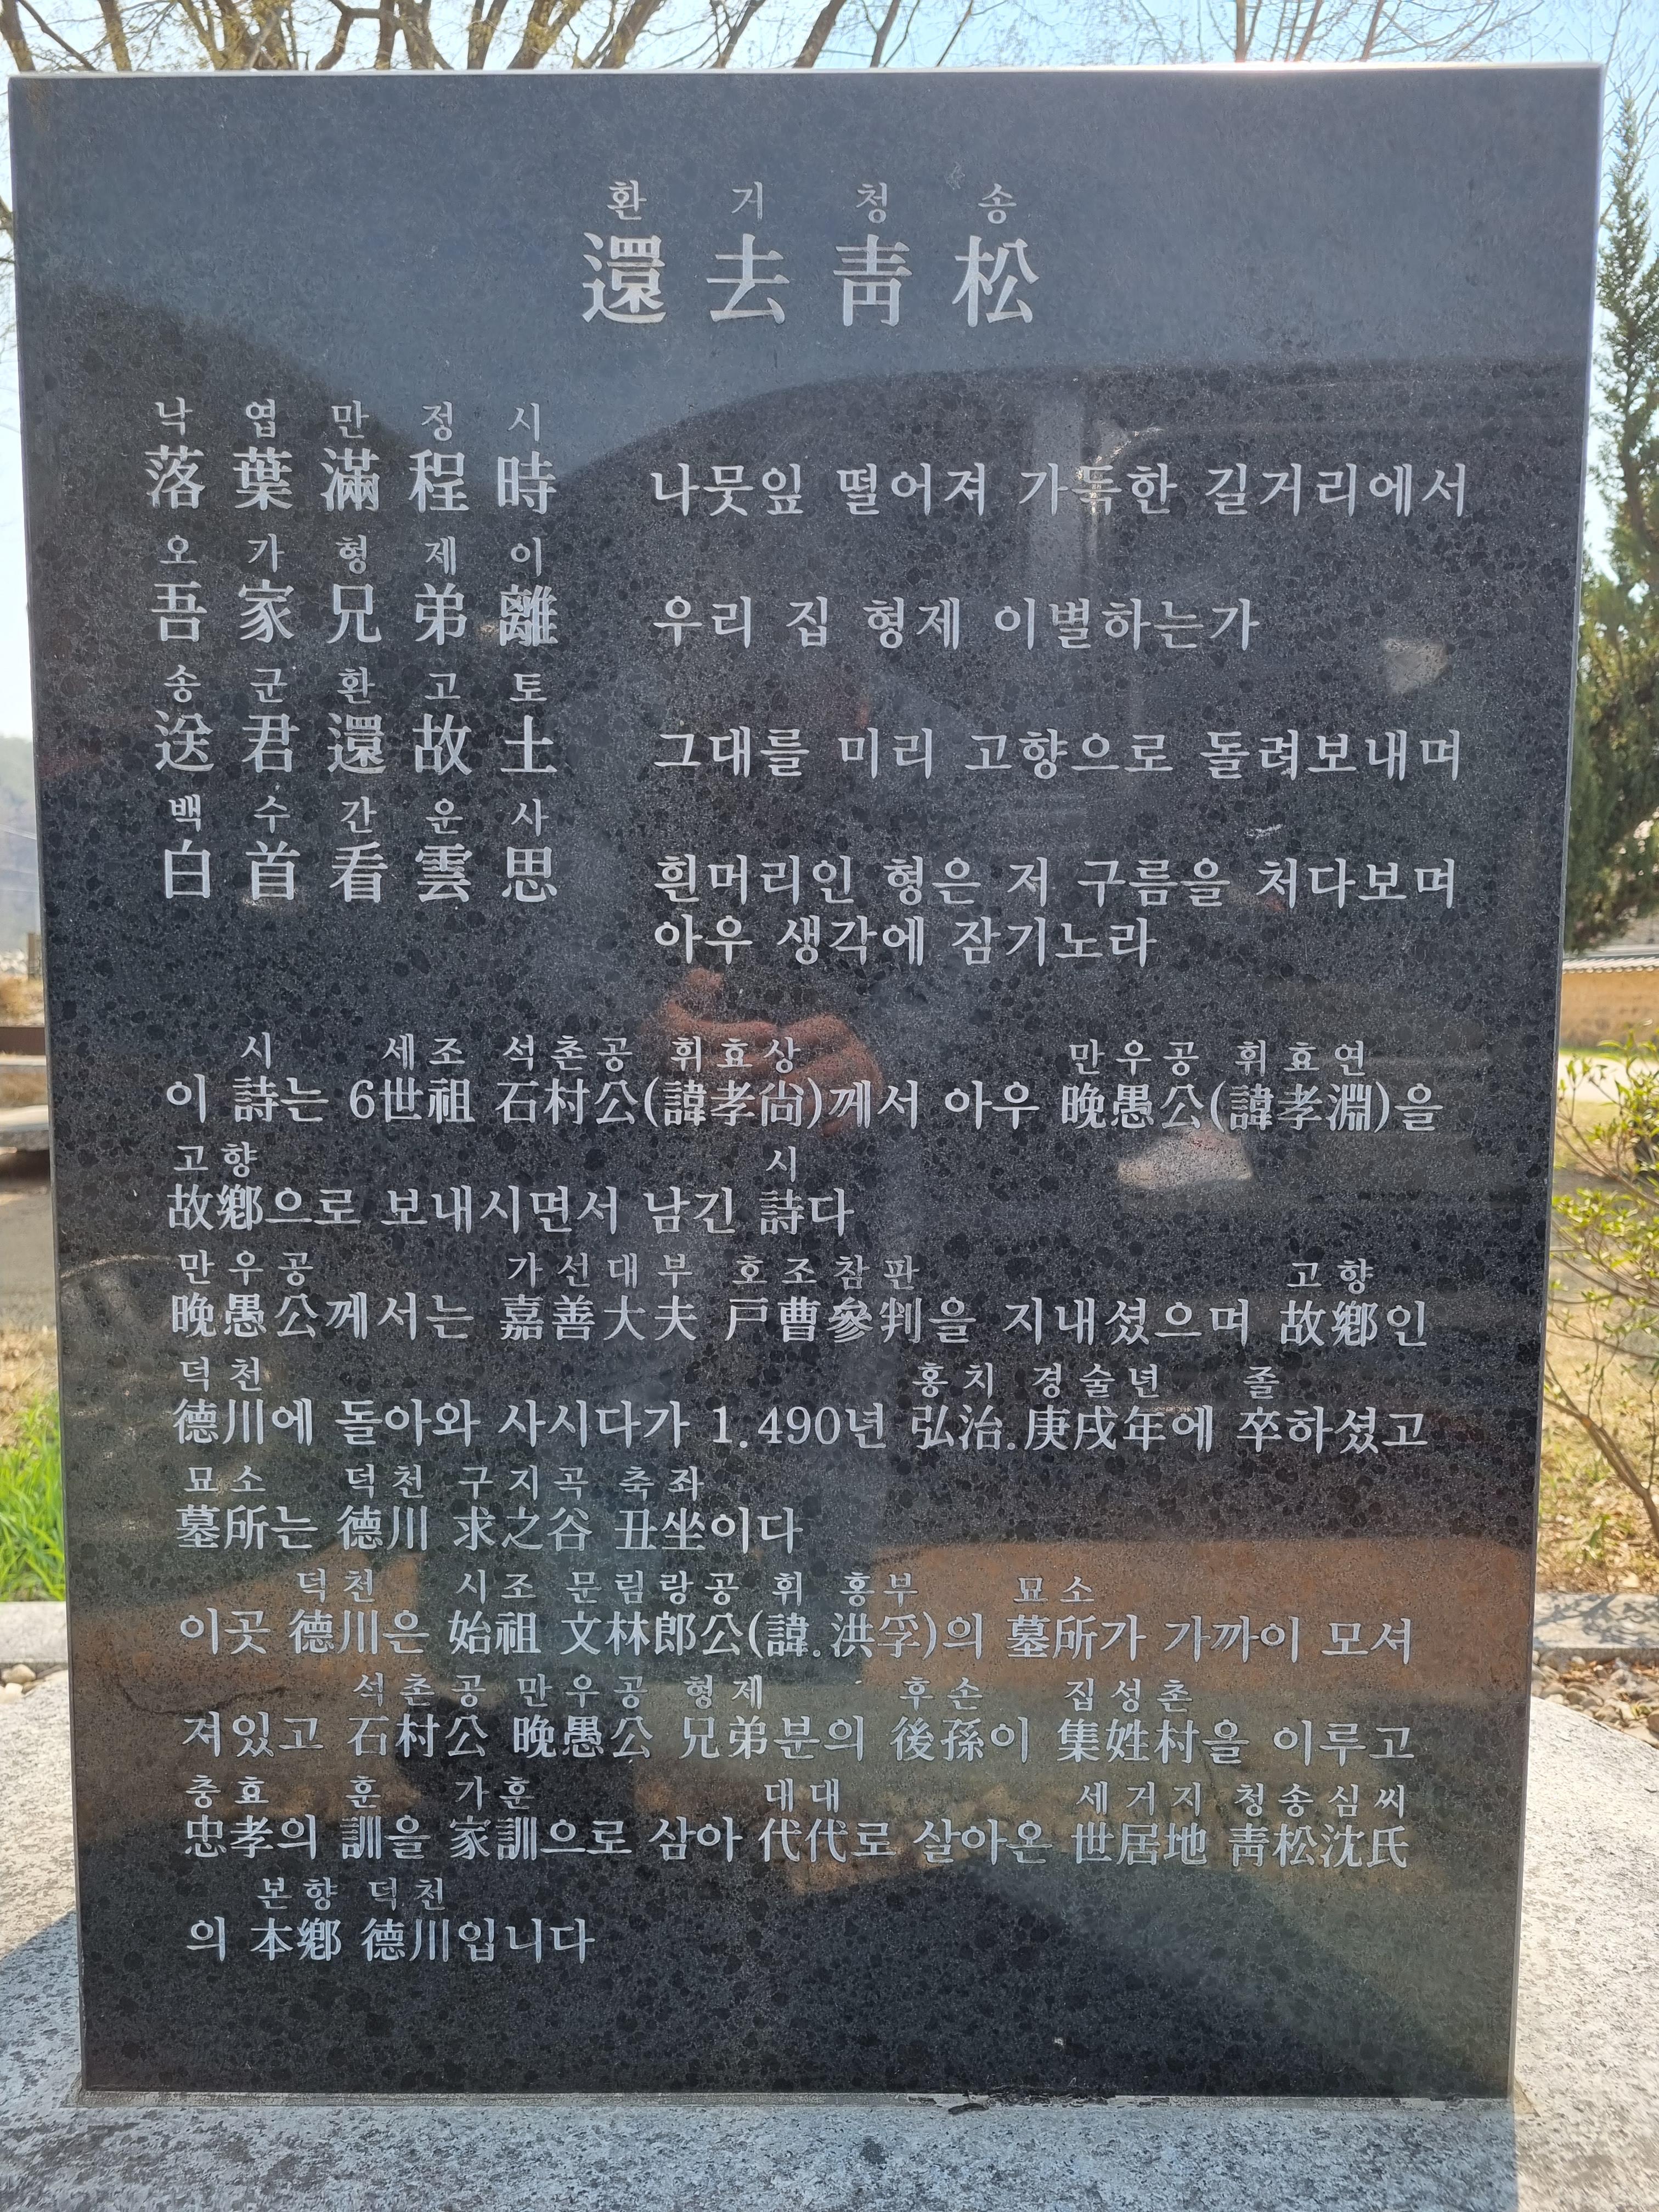 환 거 청 송
還 去 靑 松
낙 엽 만 정 시
落 葉 滿 程 時 나뭇잎 떨어져 가득한 길거리에서
오 가 형 제 이
吾 家 兄 弟 離 우리 집 형제 이별하는가
송 군 환 고 토
送 君 還 故 土 그대를 미리 고향으로 돌려보내며
백 수 간 운 사
白 首 看 雲 思 흰머리인 형은 저 구름을 처다보며
아우 생각에 잠기노라
시 세조 석촌공 휘효상 만우공 휘효연
이 詩는 6世祖 石村公(諱孝尙)께서 아우 晩愚公(諱孝淵)을
고향 시
故鄕으로 보내시면서 남긴 詩다
만우공 가선대부 호조참판 고향
晩愚公께서는 嘉善大夫 戶曹參判을 지내셨으며 故鄕인
덕천 홍치 경술년 졸
德川에 돌아와 사시다가 1.490년 弘治.庚戌年에 卒하셨고
묘소 덕천 구지곡 축좌
墓所는 德川 求之谷 丑坐이다
덕천 시조 문림랑공 휘 홍부 묘소
이곳 德川은 始祖 文林郎公(諱.洪孚)의 墓所가 가까이 모셔
석촌공 만우공 형제 후손 집성촌
져있고 石村公 晩愚公 兄弟분의 後孫이 集姓村을 이루고
충효 훈 가훈 대대 세거지 청송심씨
忠孝의 訓을 家訓으로 삼아 代代로 살아온 世居地 靑松沈氏
본향 덕천
의 本鄕 德川입니다